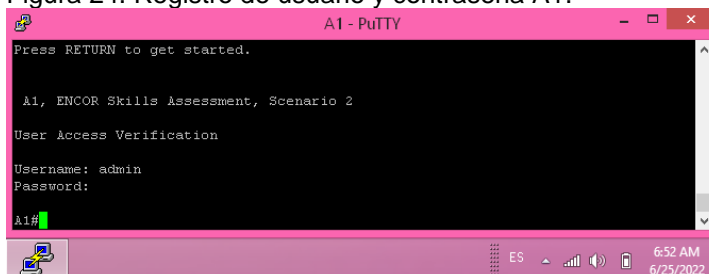 Figura 24. Registro de usuario y contraseña A1.
A1 - PuTTY
Press RETURN to get started.
A1, ENCOR Skills Assessment, Scenario 2
User Access Verification
Username: admin
Password:
A1#
ES
6:52 AM
6/25/2022